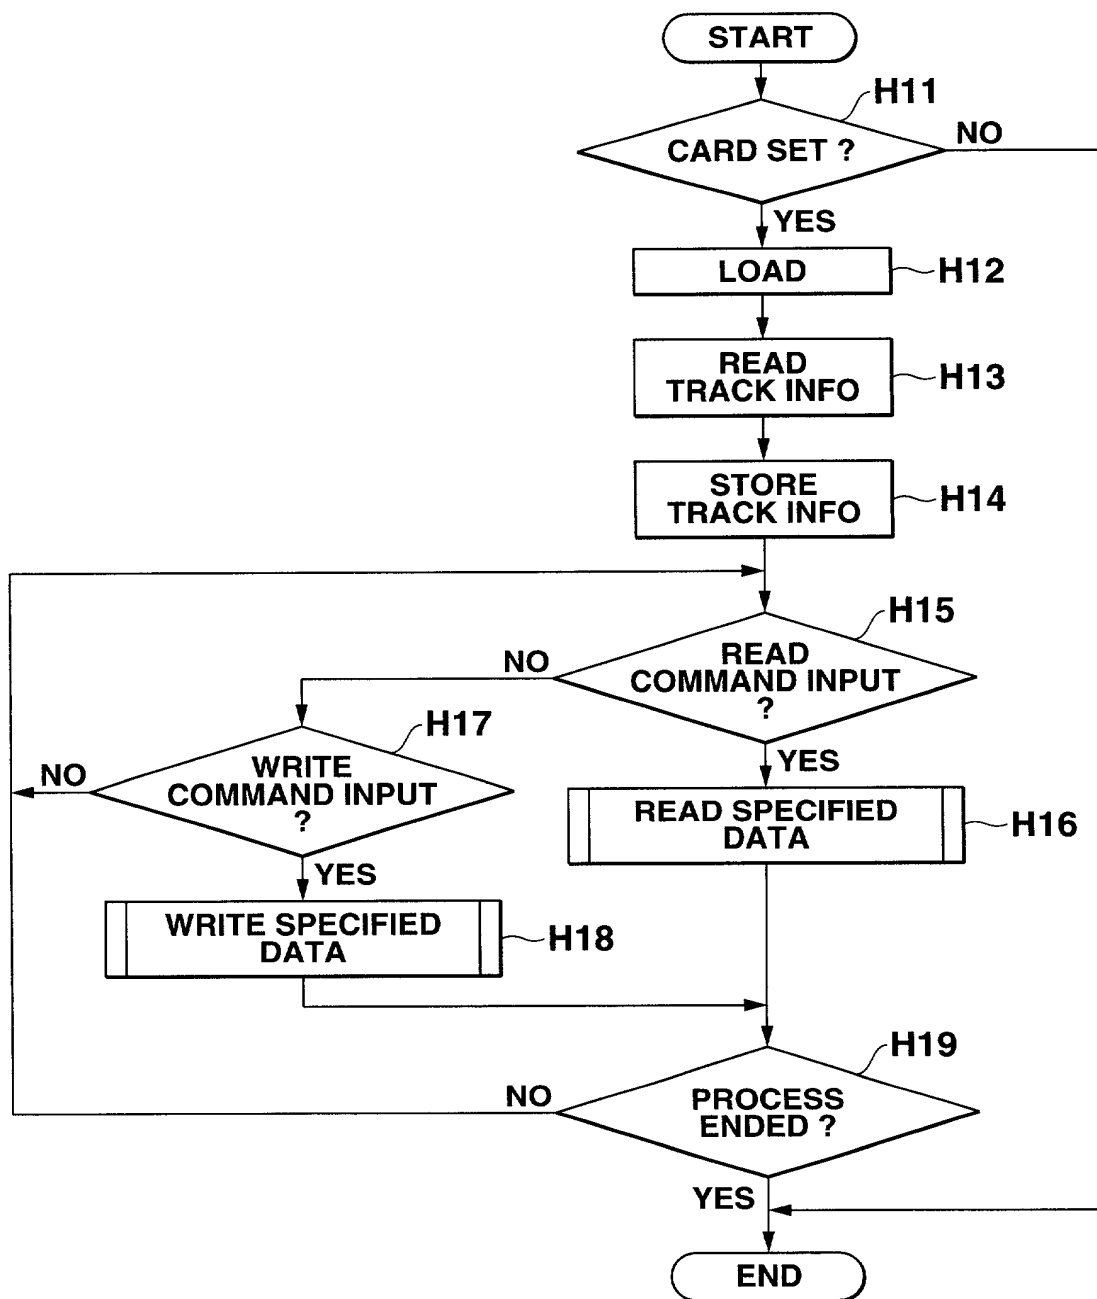 START
H11
CARD SET ?
NO
YES
LOAD
H12
READ
TRACK INFO
H13
STORE
TRACK INFO
H14
H15
READ
COMMAND INPUT
?
NO
YES
H17
WRITE
COMMAND INPUT
?
NO
YES
READ SPECIFIED
DATA
H16
WRITE SPECIFIED
DATA
H18
H19
PROCESS
ENDED ?
NO
YES
END